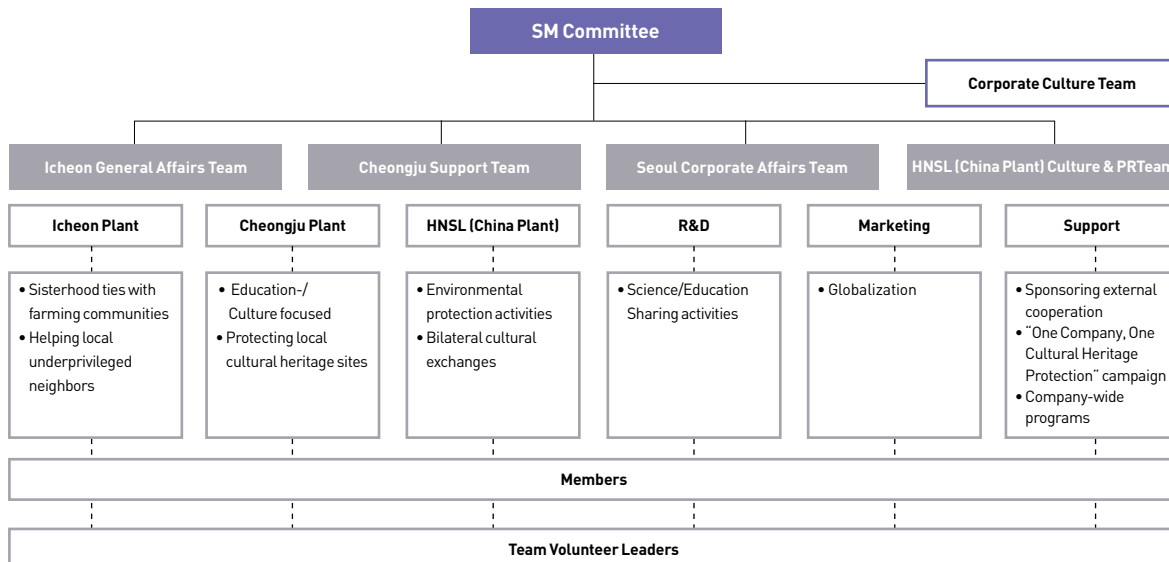 SM Committee
Corporate Culture Team
Icheon General Affairs Team
Cheongju Support Team
Seoul Corporate Affairs Team
HNSL (China Plant) Culture & PRTeam
Icheon Plant
Cheongju Plant
HNSL (China Plant)
R&D
Marketing
Support
• Sisterhood ties with
farming communities
• Helping local
underprivileged
neighbors
• Education-/
Culture focused
• Protecting local
cultural heritage sites
• Environmental
protection activities
• Bilateral cultural
exchanges
• Science/Education
Sharing activities
• Globalization
• Sponsoring external
cooperation
• “One Company, One
Cultural Heritage
Protection” campaign
• Company-wide
programs
Members
Team Volunteer Leaders